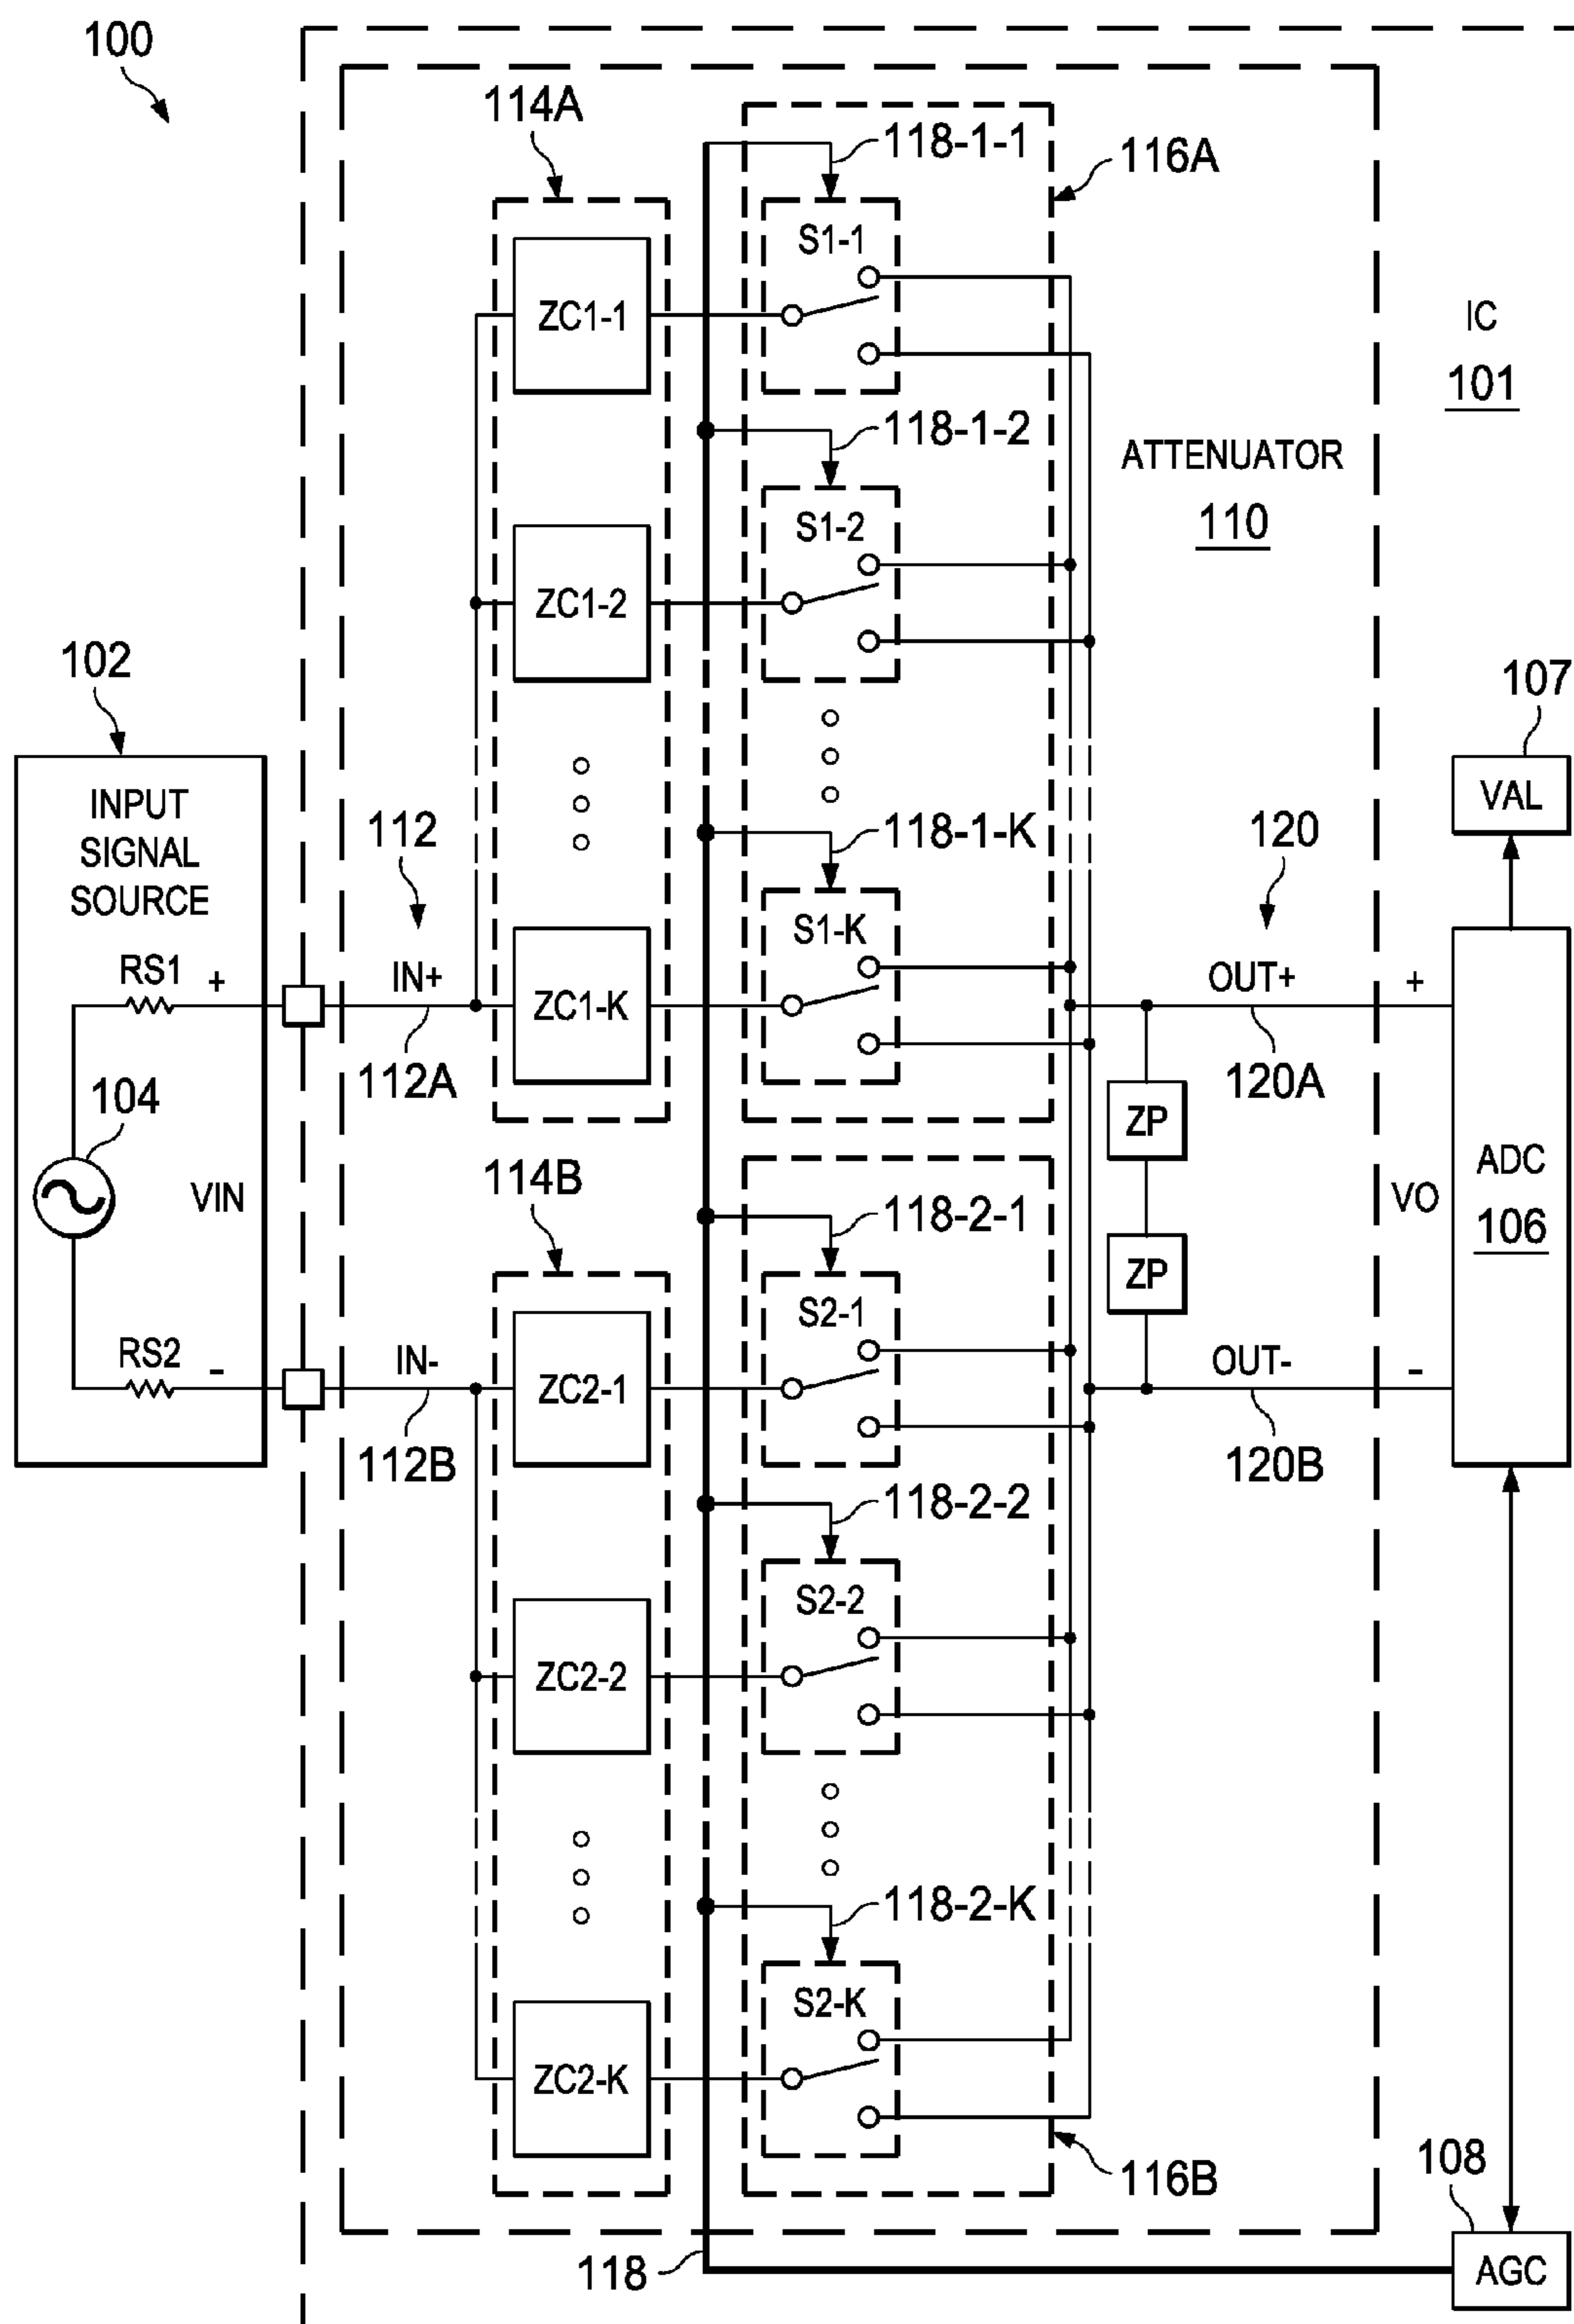 100
114A
118-1-1
116A
S1-1
ZC1-1
IC
101
118-1-2
ATTENUATOR
110
S1-2
ZC1-2
102
107
INPUT
SIGNAL
SOURCE
VAL
112
118-1-K
120
S1-K
RS1
+
IN+
ZC1-K
OUT+
+
112A
120A
104
ZP
VIN
114B
ADC
106
VO
118-2-1
ZP
S2-1
RS2
-
IN-
ZC2-1
OUT-
-
112B
120B
118-2-2
S2-2
ZC2-2
118-2-K
S2-K
ZC2-K
116B
108
118
AGC